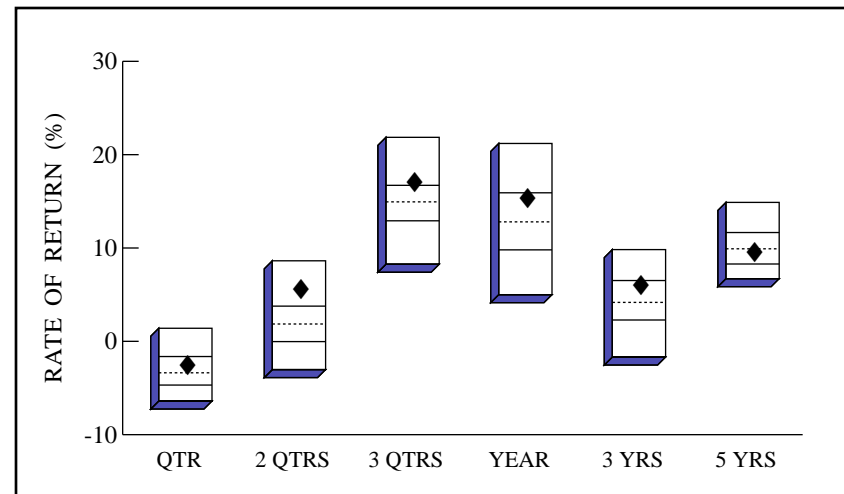 RATE OF RETURN (%)
30
20
10
0
-10
QTR 2 QTRS 3 QTRS YEAR 3 YRS 5 YRS